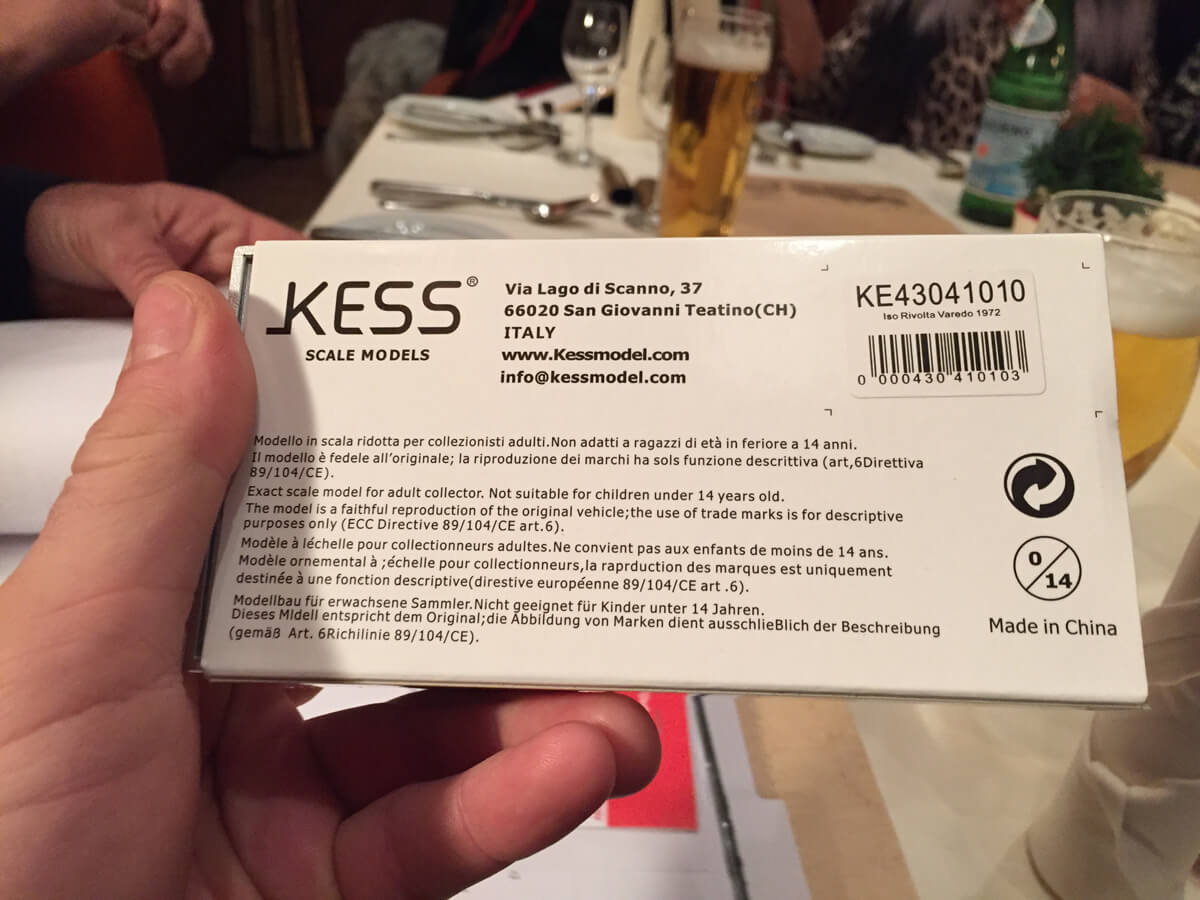 KESS®
SCALE MODELS
Via Lago di Scanno, 37
66020 San Giovanni Teatino(CH)
ITALY
www.Kessmodel.com
info@kessmodel.com
KE43041010
Iso Rivolta Varedo 1972
0 000430 410103
Modello in scala ridotta per collezionisti adulti.Non adatti a ragazzi di età in feriore a 14 anni.
Il modello è fedele all'originale; la riproduzione dei marchi ha sols funzione descrittiva (art,6Direttiva
89/104/CE).
Exact scale model for adult collector. Not suitable for children under 14 years old.
The model is a faithful reproduction of the original vehicle;the use of trade marks is for descriptive
purposes only (ECC Directive 89/104/CE art.6).
Modèle à léchelle pour collectionneurs adultes.Ne convient pas aux enfants de moins de 14 ans.
Modèle ornemental à ;échelle pour collectionneurs,la raprduction des marques est uniquement
destinée à une fonction descriptive(direstive européenne 89/104/CE art .6).
Modellbau für erwachsene Sammler.Nicht geeignet für Kinder unter 14 Jahren.
Dieses MIdell entspricht dem Original;die Abbildung von Marken dient ausschlieBlich der Beschreibung
(gemäß Art. 6Richilinie 89/104/CE).
0
14
Made in China